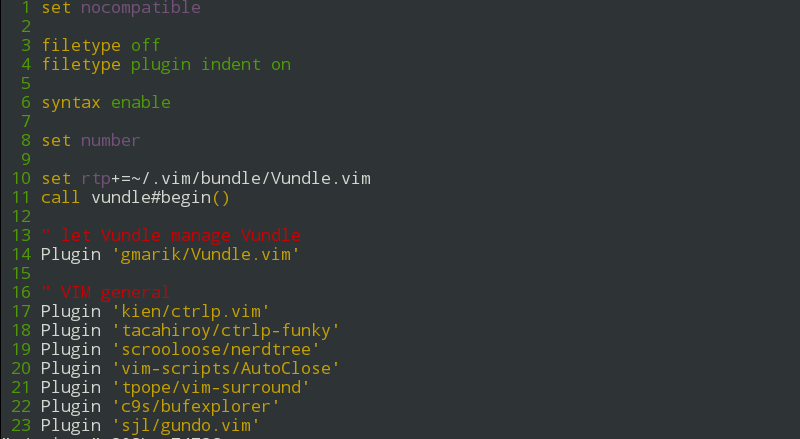 1 set nocompatible
2
3 filetype off
4 filetype plugin indent on
5
6 syntax enable
7
8 set number
9
10 set rtp+=~/.vim/bundle/Vundle.vim
11 call vundle#begin()
12
13 " let Vundle manage Vundle
14 Plugin 'gmarik/Vundle.vim'
15
16 " VIM general
17 Plugin 'kien/ctrlp.vim'
18 Plugin 'tacahiroy/ctrlp-funky'
19 Plugin 'scrooloose/nerdtree'
20 Plugin 'vim-scripts/AutoClose'
21 Plugin 'tpope/vim-surround'
22 Plugin 'c9s/bufexplorer'
23 Plugin 'sjl/gundo.vim'